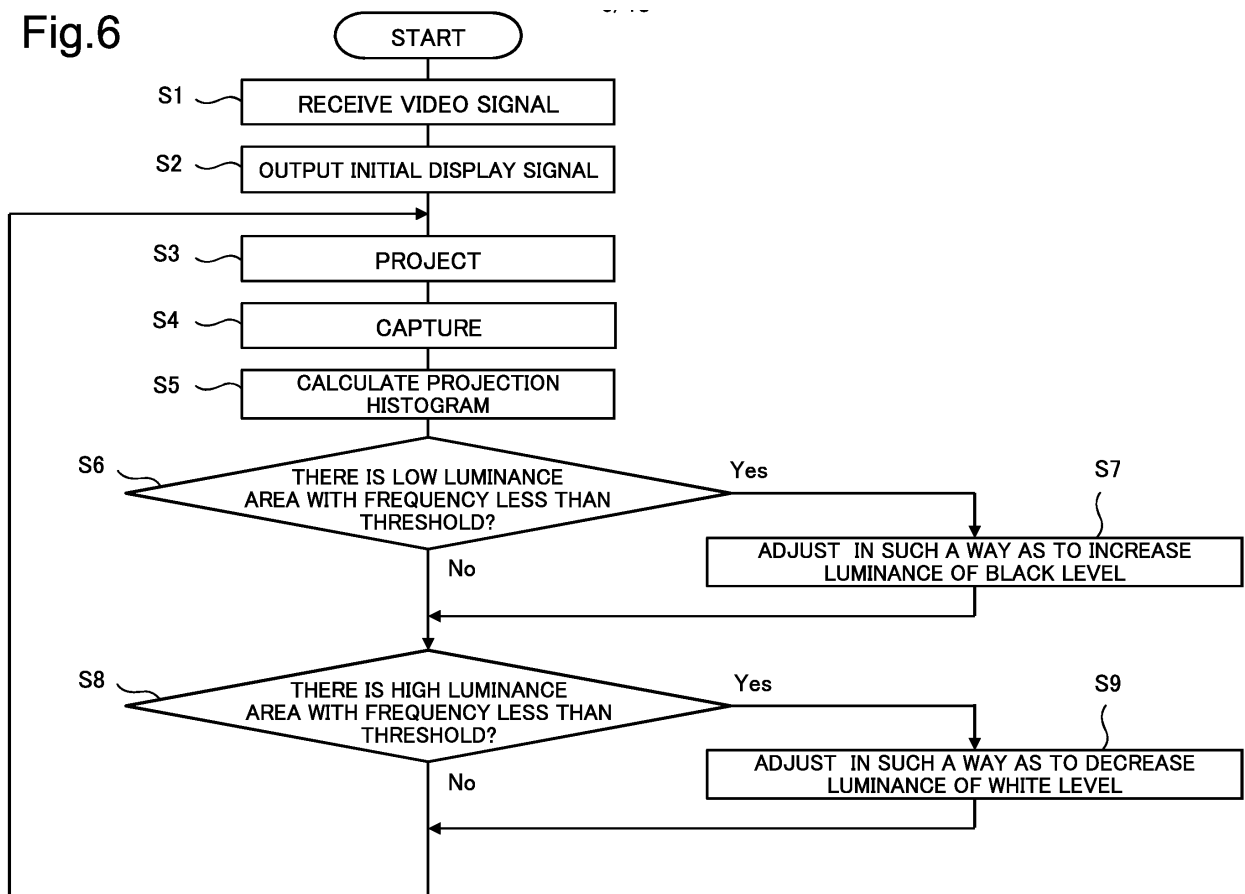 Fig.6
START
S1
RECEIVE VIDEO SIGNAL
S2
OUTPUT INITIAL DISPLAY SIGNAL
S3
PROJECT
S4
CAPTURE
S5
CALCULATE PROJECTION
HISTOGRAM
S6
THERE IS LOW LUMINANCE
AREA WITH FREQUENCY LESS THAN
THRESHOLD?
Yes
No
S7
ADJUST IN SUCH A WAY AS TO INCREASE
LUMINANCE OF BLACK LEVEL
S8
THERE IS HIGH LUMINANCE
AREA WITH FREQUENCY LESS THAN
THRESHOLD?
Yes
No
S9
ADJUST IN SUCH A WAY AS TO DECREASE
LUMINANCE OF WHITE LEVEL